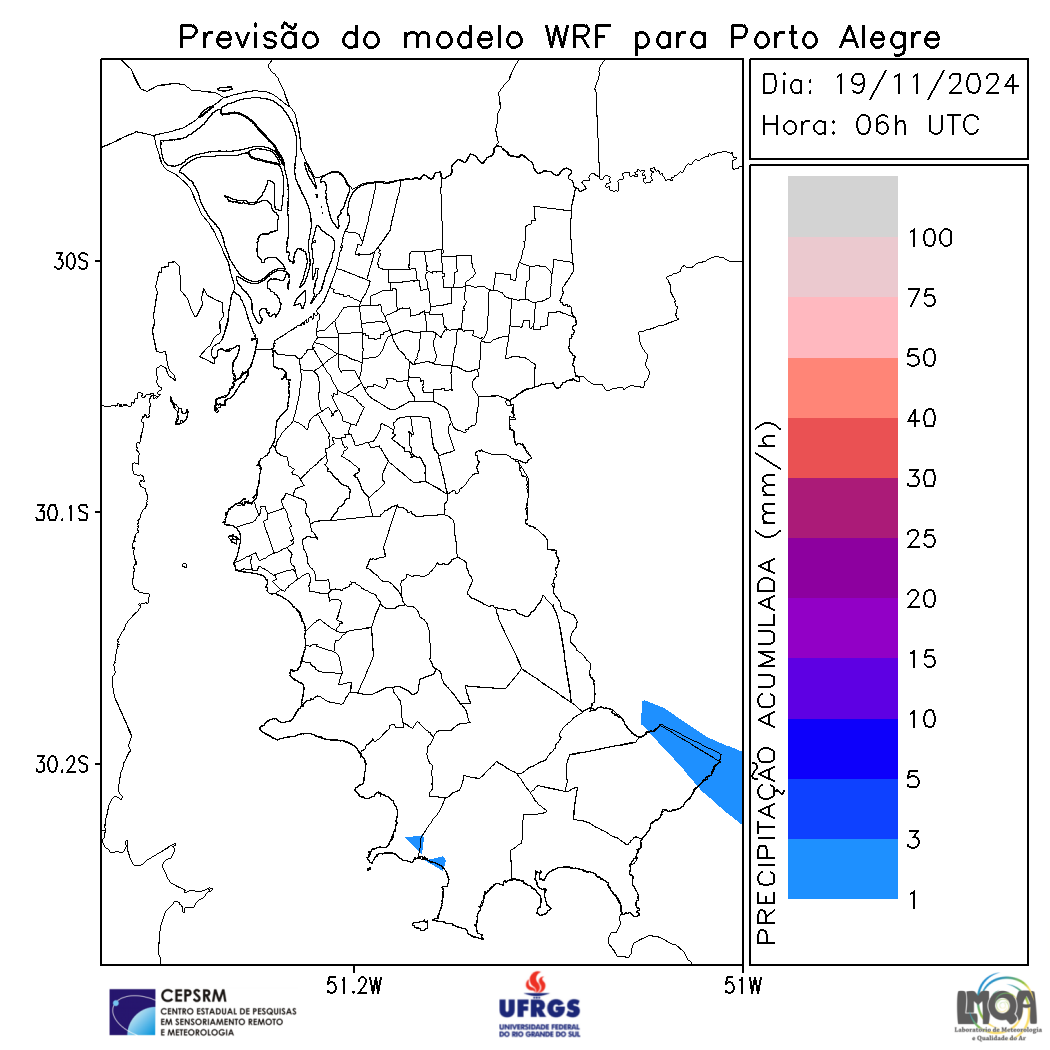 Previsão do modelo WRF para Porto Alegre
Dia: 19/11/2024
Hora: 06h UTC
30S
30.1S
30.2S
51.2W
51W
PRECIPITAÇÃO ACUMULADA (mm/h)
100
75
50
40
30
25
20
15
10
5
3
1
CEPSRM
CENTRO ESTADUAL DE PESQUISAS
EM SENSORIAMENTO REMOTO
E METEOROLOGIA
UFRGS
UNIVERSIDADE FEDERAL
DO RIO GRANDE DO SUL
LMQA
Laboratório de Meteorologia
e Qualidade do Ar